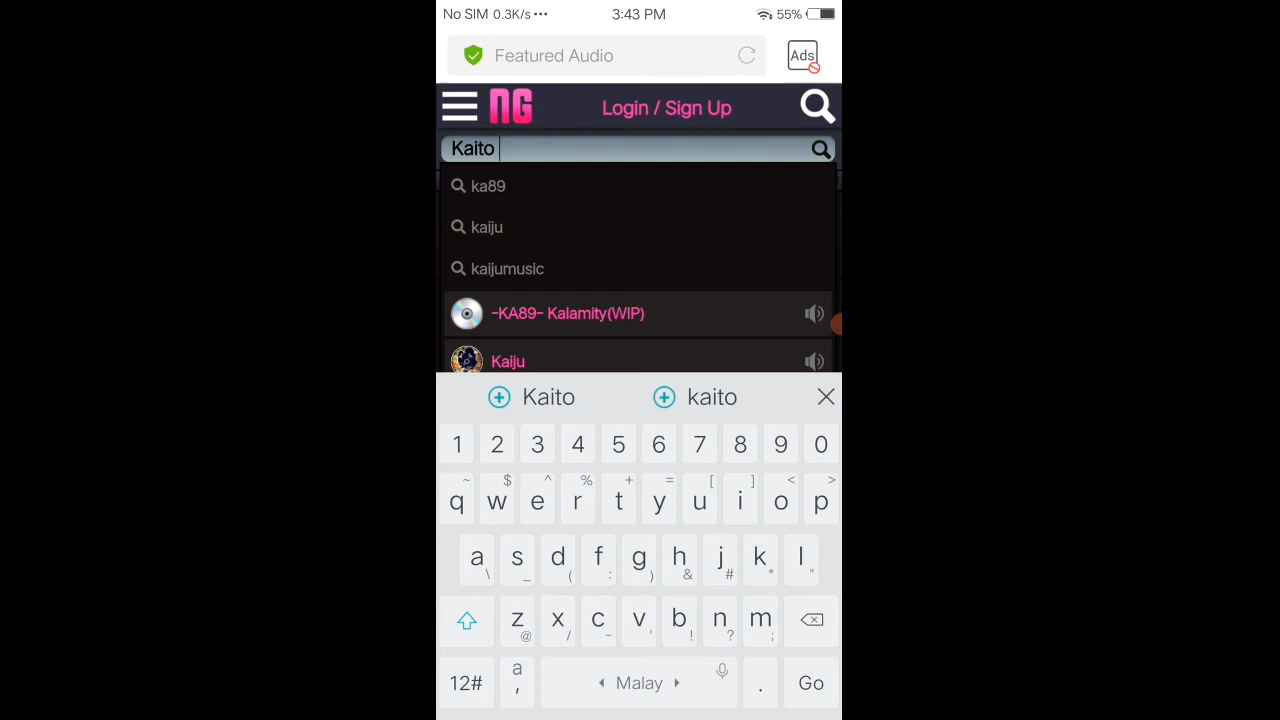 No SIM 0.3K/s ••• 3:43 PM 55%
Featured Audio Ads
NG Login / Sign Up
Kaito
ka89
kaiju
kaijumusic
-KA89- Kalamity(WIP)
Kaiju
Kaito kaito
1 2 3 4 5 6 7 8 9 0
~ $ ^ % + = [ ] < >
q w e r t y u i o p
a s d f g h j k l
\ _ ( : ) & # * "
z x c v b n m
@ / - ' ! ? ;
12# a , Malay . Go